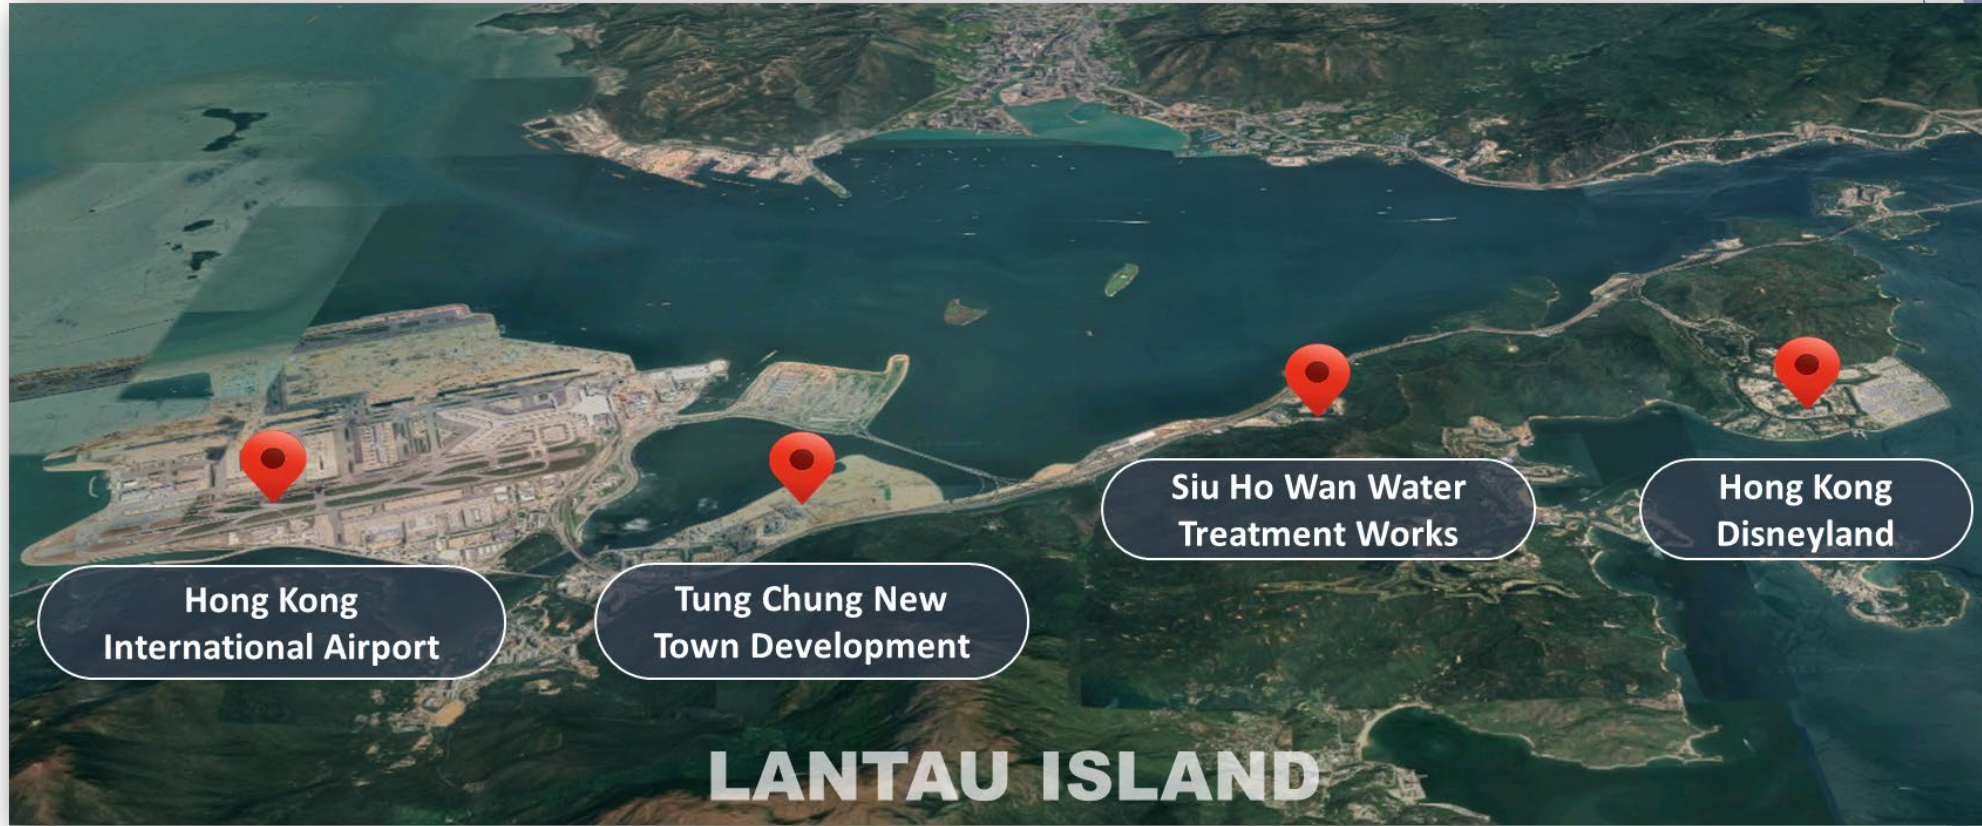 Hong Kong
International Airport
Tung Chung New
Town Development
Siu Ho Wan Water
Treatment Works
Hong Kong
Disneyland
LANTAU ISLAND